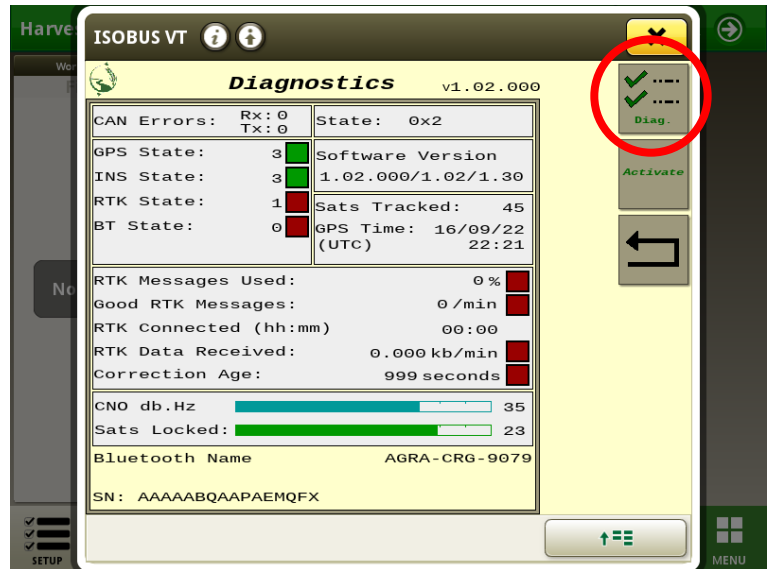 Harve
ISOBUS VT
Wor
Diagnostics v1.02.000
CAN Errors: Rx: 0
Tx: 0
State: 0x2
GPS State: 3
INS State: 3
RTK State: 1
BT State: 0
Software Version
1.02.000/1.02/1.30
Sats Tracked: 45
GPS Time: 16/09/22
(UTC) 22:21
RTK Messages Used: 0 %
Good RTK Messages: 0 /min
RTK Connected (hh:mm) 00:00
RTK Data Received: 0.000 kb/min
Correction Age: 999 seconds
CNO db.Hz 35
Sats Locked: 23
Bluetooth Name AGRA-CRG-9079
SN: AAAAABQAAPAEMQFX
Diag.
Activate
No
SETUP
MENU